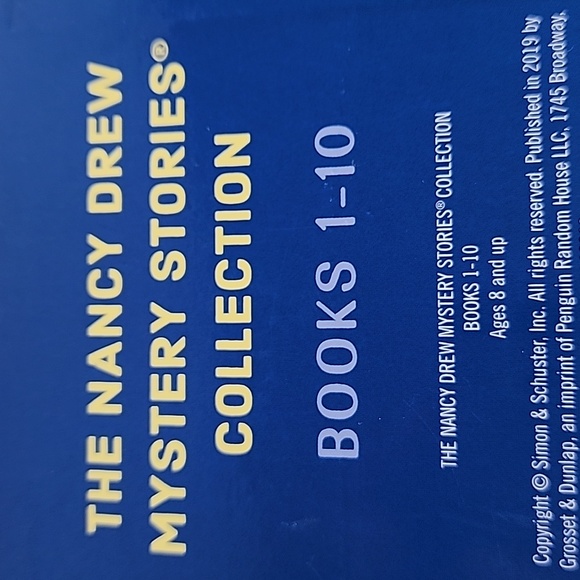 THE NANCY DREW
MYSTERY STORIES®
COLLECTION
BOOKS 1-10
THE NANCY DREW MYSTERY STORIES® COLLECTION
BOOKS 1-10
Ages 8 and up
Copyright © Simon & Schuster, Inc. All rights reserved. Published in 2019 by
Grosset & Dunlap, an imprint of Penguin Random House LLC, 1745 Broadway,